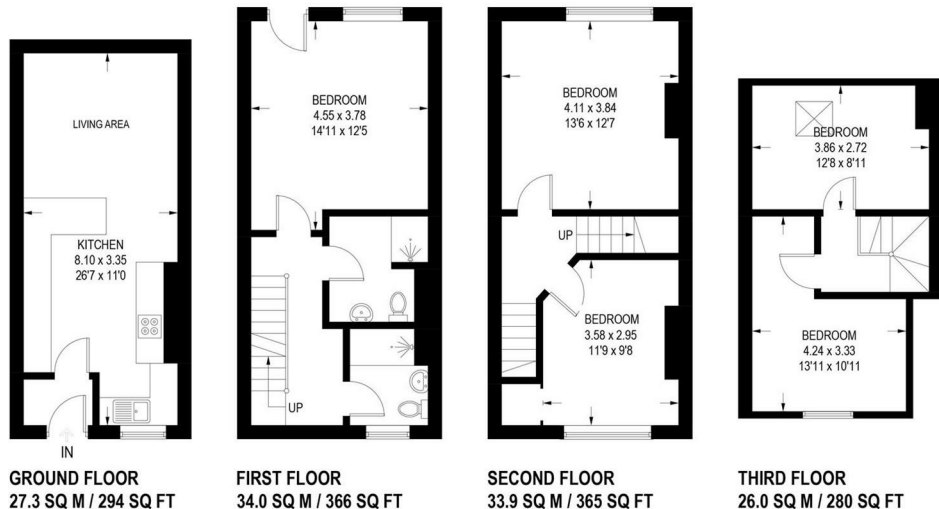 LIVING AREA
KITCHEN
8.10 x 3.35
26'7 x 11'0
IN
GROUND FLOOR
27.3 SQ M / 294 SQ FT
BEDROOM
4.55 x 3.78
14'11 x 12'5
UP
FIRST FLOOR
34.0 SQ M / 366 SQ FT
BEDROOM
4.11 x 3.84
13'6 x 12'7
UP
BEDROOM
3.58 x 2.95
11'9 x 9'8
SECOND FLOOR
33.9 SQ M / 365 SQ FT
BEDROOM
3.86 x 2.72
12'8 x 8'11
BEDROOM
4.24 x 3.33
13'11 x 10'11
THIRD FLOOR
26.0 SQ M / 280 SQ FT